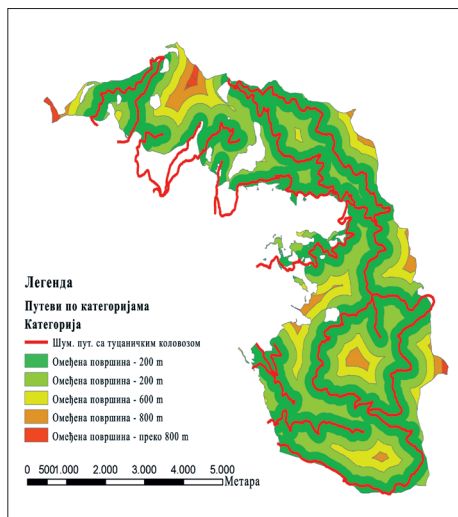 Легенда
Путеви по категоријама
Категорија
Шум. пут. са туцаничким коловозом
Омеђена површина - 200 m
Омеђена површина - 200 m
Омеђена површина - 600 m
Омеђена површина - 800 m
Омеђена површина - преко 800 m
0 5001.000 2.000 3.000 4.000 5.000
Метара